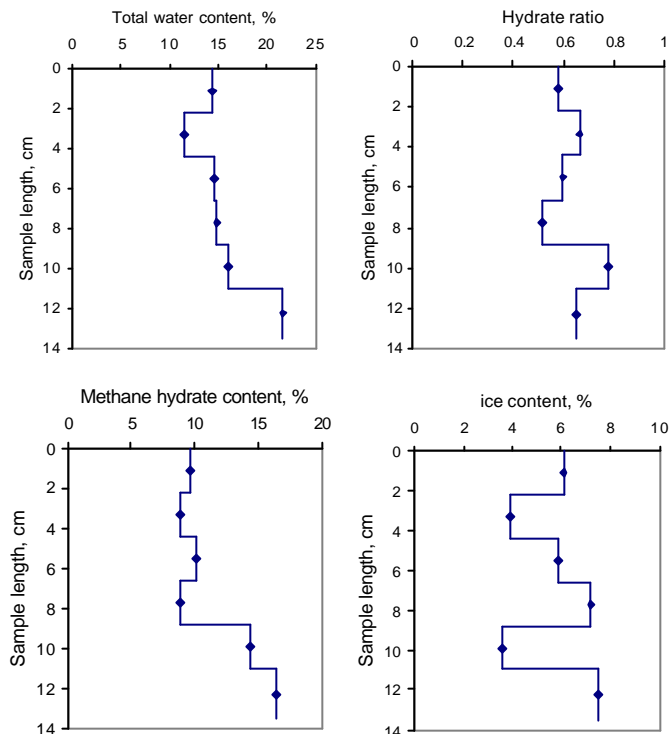 Total water content, %
0 5 10 15 20 25
0
2
4
6
8
10
12
14
Sample length, cm
Hydrate ratio
0 0.2 0.4 0.6 0.8 1
0
2
4
6
8
10
12
14
Sample length, cm
Methane hydrate content, %
0 5 10 15 20
0
2
4
6
8
10
12
14
Sample length, cm
ice content, %
0 2 4 6 8 10
0
2
4
6
8
10
12
14
Sample length, cm